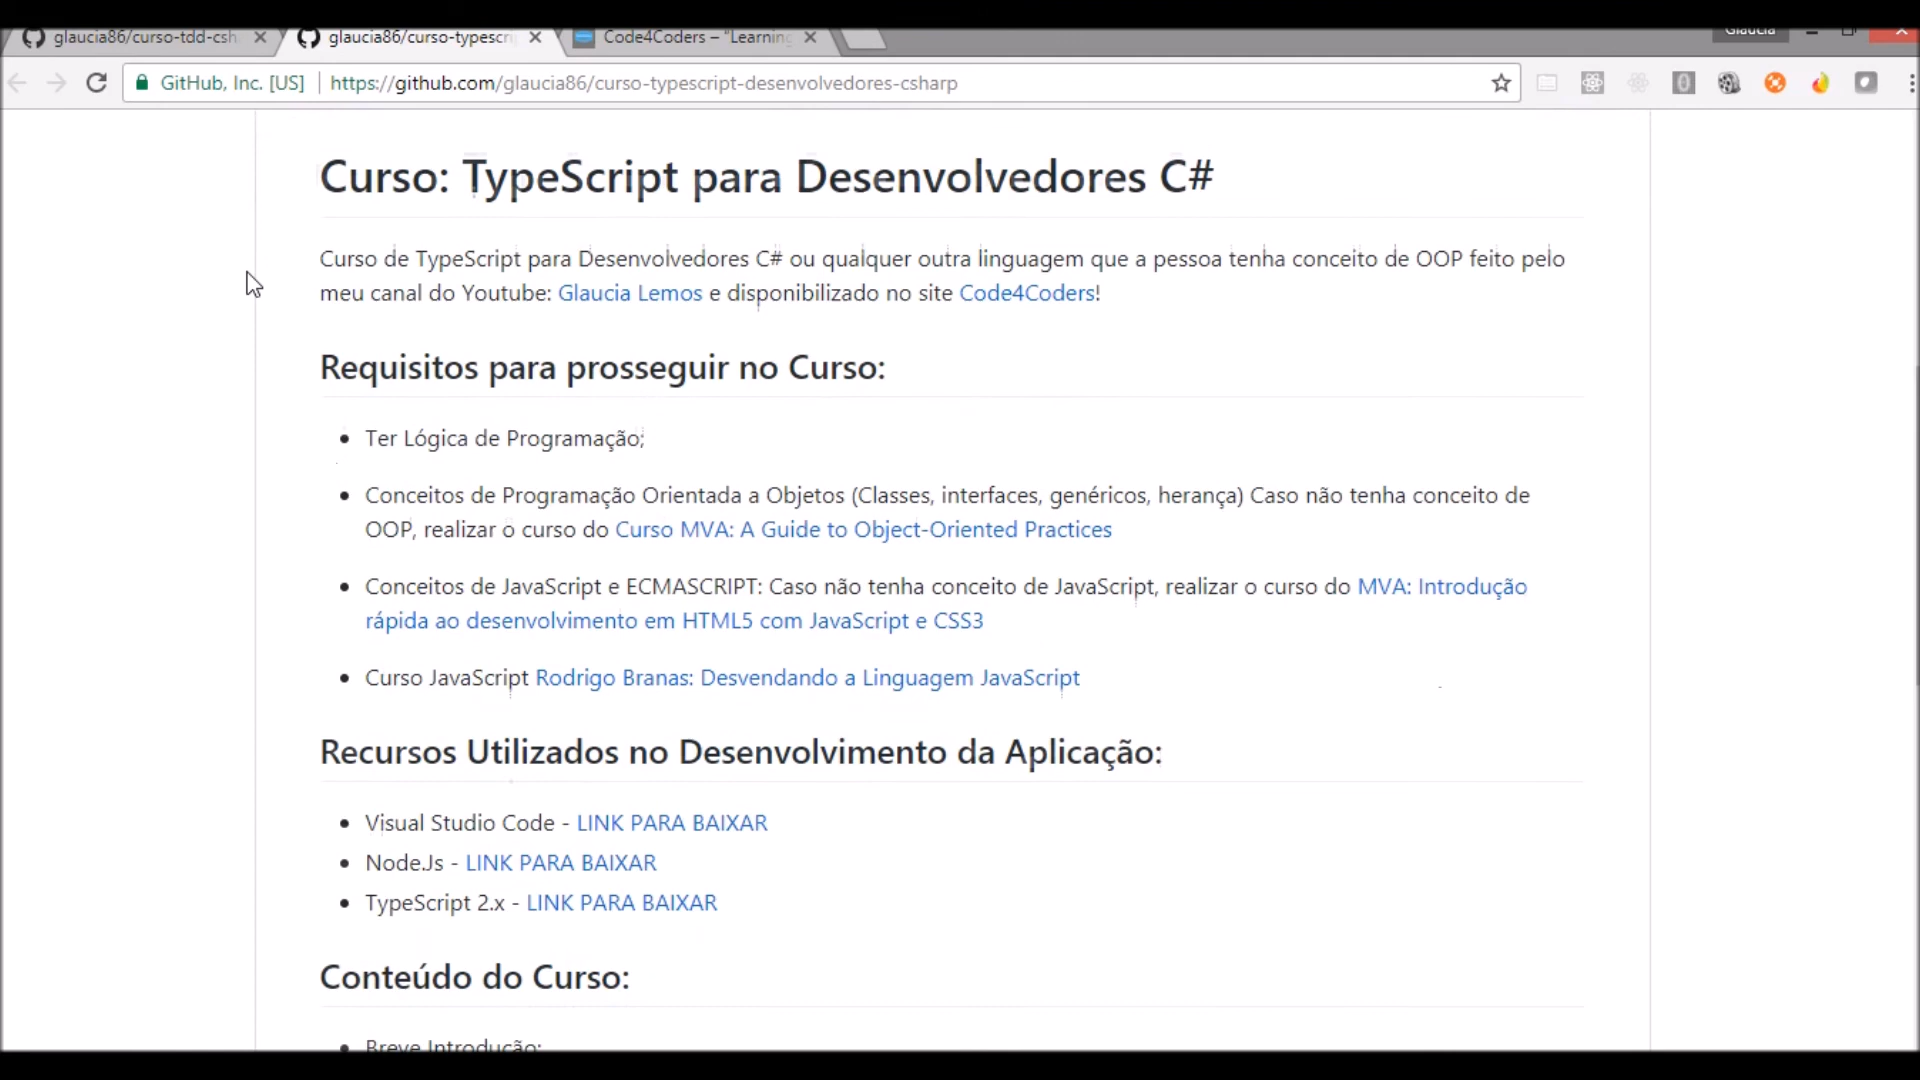 glaucia86/curso-tdd-csh
glaucia86/curso-typescri
Code4Coders – "Learning
Glaucia
GitHub, Inc. [US]
https://github.com/glaucia86/curso-typescript-desenvolvedores-csharp
Curso: TypeScript para Desenvolvedores C#
Curso de TypeScript para Desenvolvedores C# ou qualquer outra linguagem que a pessoa tenha conceito de OOP feito pelo
meu canal do Youtube: Glaucia Lemos e disponibilizado no site Code4Coders!
Requisitos para prosseguir no Curso:
Ter Lógica de Programação;
Conceitos de Programação Orientada a Objetos (Classes, interfaces, genéricos, herança) Caso não tenha conceito de
OOP, realizar o curso do Curso MVA: A Guide to Object-Oriented Practices
Conceitos de JavaScript e ECMASCRIPT: Caso não tenha conceito de JavaScript, realizar o curso do MVA: Introdução
rápida ao desenvolvimento em HTML5 com JavaScript e CSS3
Curso JavaScript Rodrigo Branas: Desvendando a Linguagem JavaScript
Recursos Utilizados no Desenvolvimento da Aplicação:
Visual Studio Code - LINK PARA BAIXAR
Node.Js - LINK PARA BAIXAR
TypeScript 2.x - LINK PARA BAIXAR
Conteúdo do Curso:
Breve Introdução;